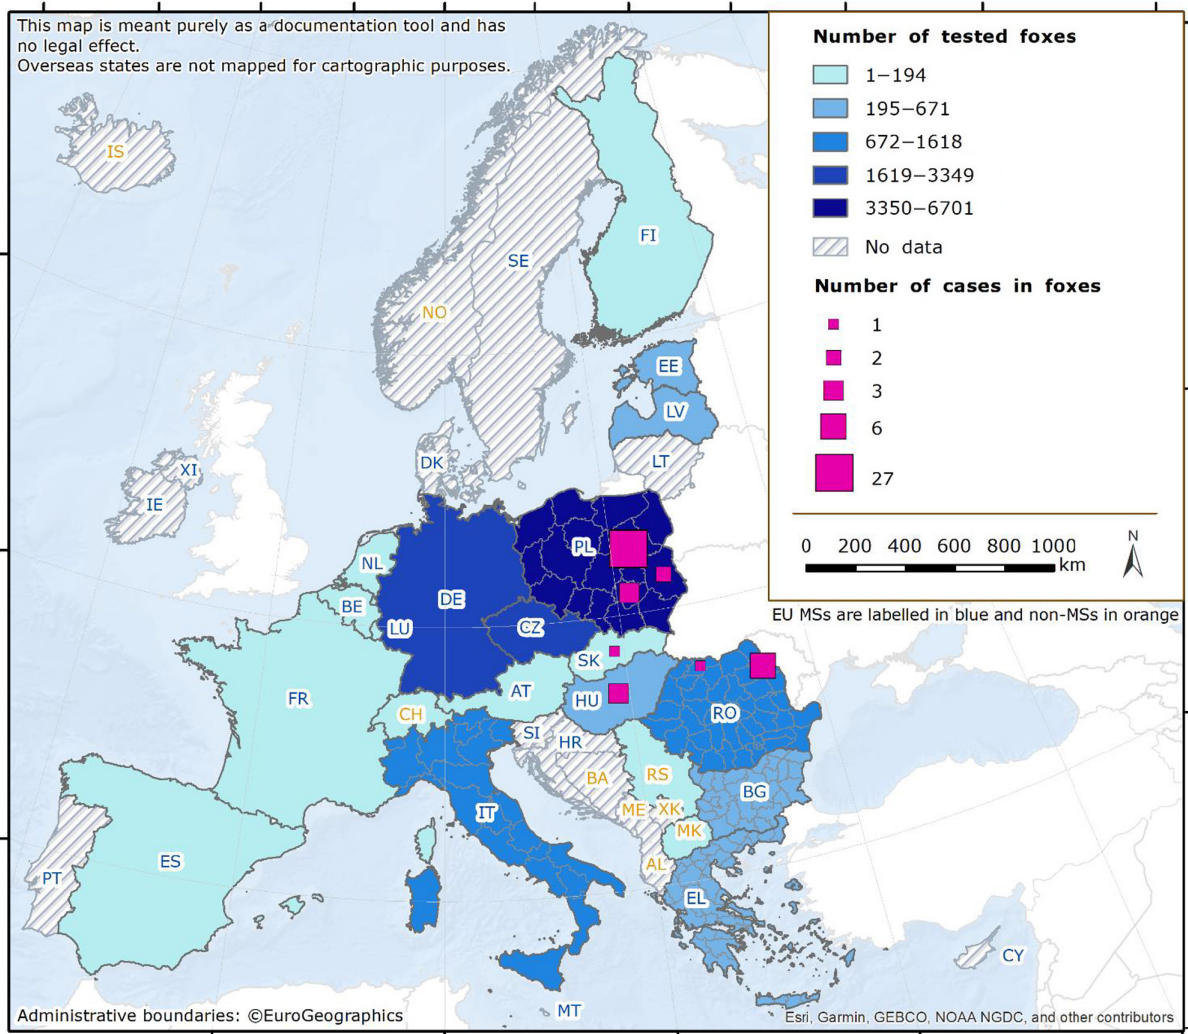 This map is meant purely as a documentation tool and has
no legal effect.
Overseas states are not mapped for cartographic purposes.
Number of tested foxes
1−194
195−671
672−1618
1619−3349
3350−6701
No data
Number of cases in foxes
1
2
3
6
27
0 200 400 600 800 1000
km
N
EU MSs are labelled in blue and non-MSs in orange
IS
FI
SE
NO
EE
LV
LT
DK
XI
IE
PL
NL
DE
BE
LU
CZ
SK
AT
HU
FR
CH
RO
SI
HR
BA
RS
BG
ME
XK
IT
MK
AL
ES
PT
EL
CY
MT
Administrative boundaries: ©EuroGeographics
Esri, Garmin, GEBCO, NOAA NGDC, and other contributors